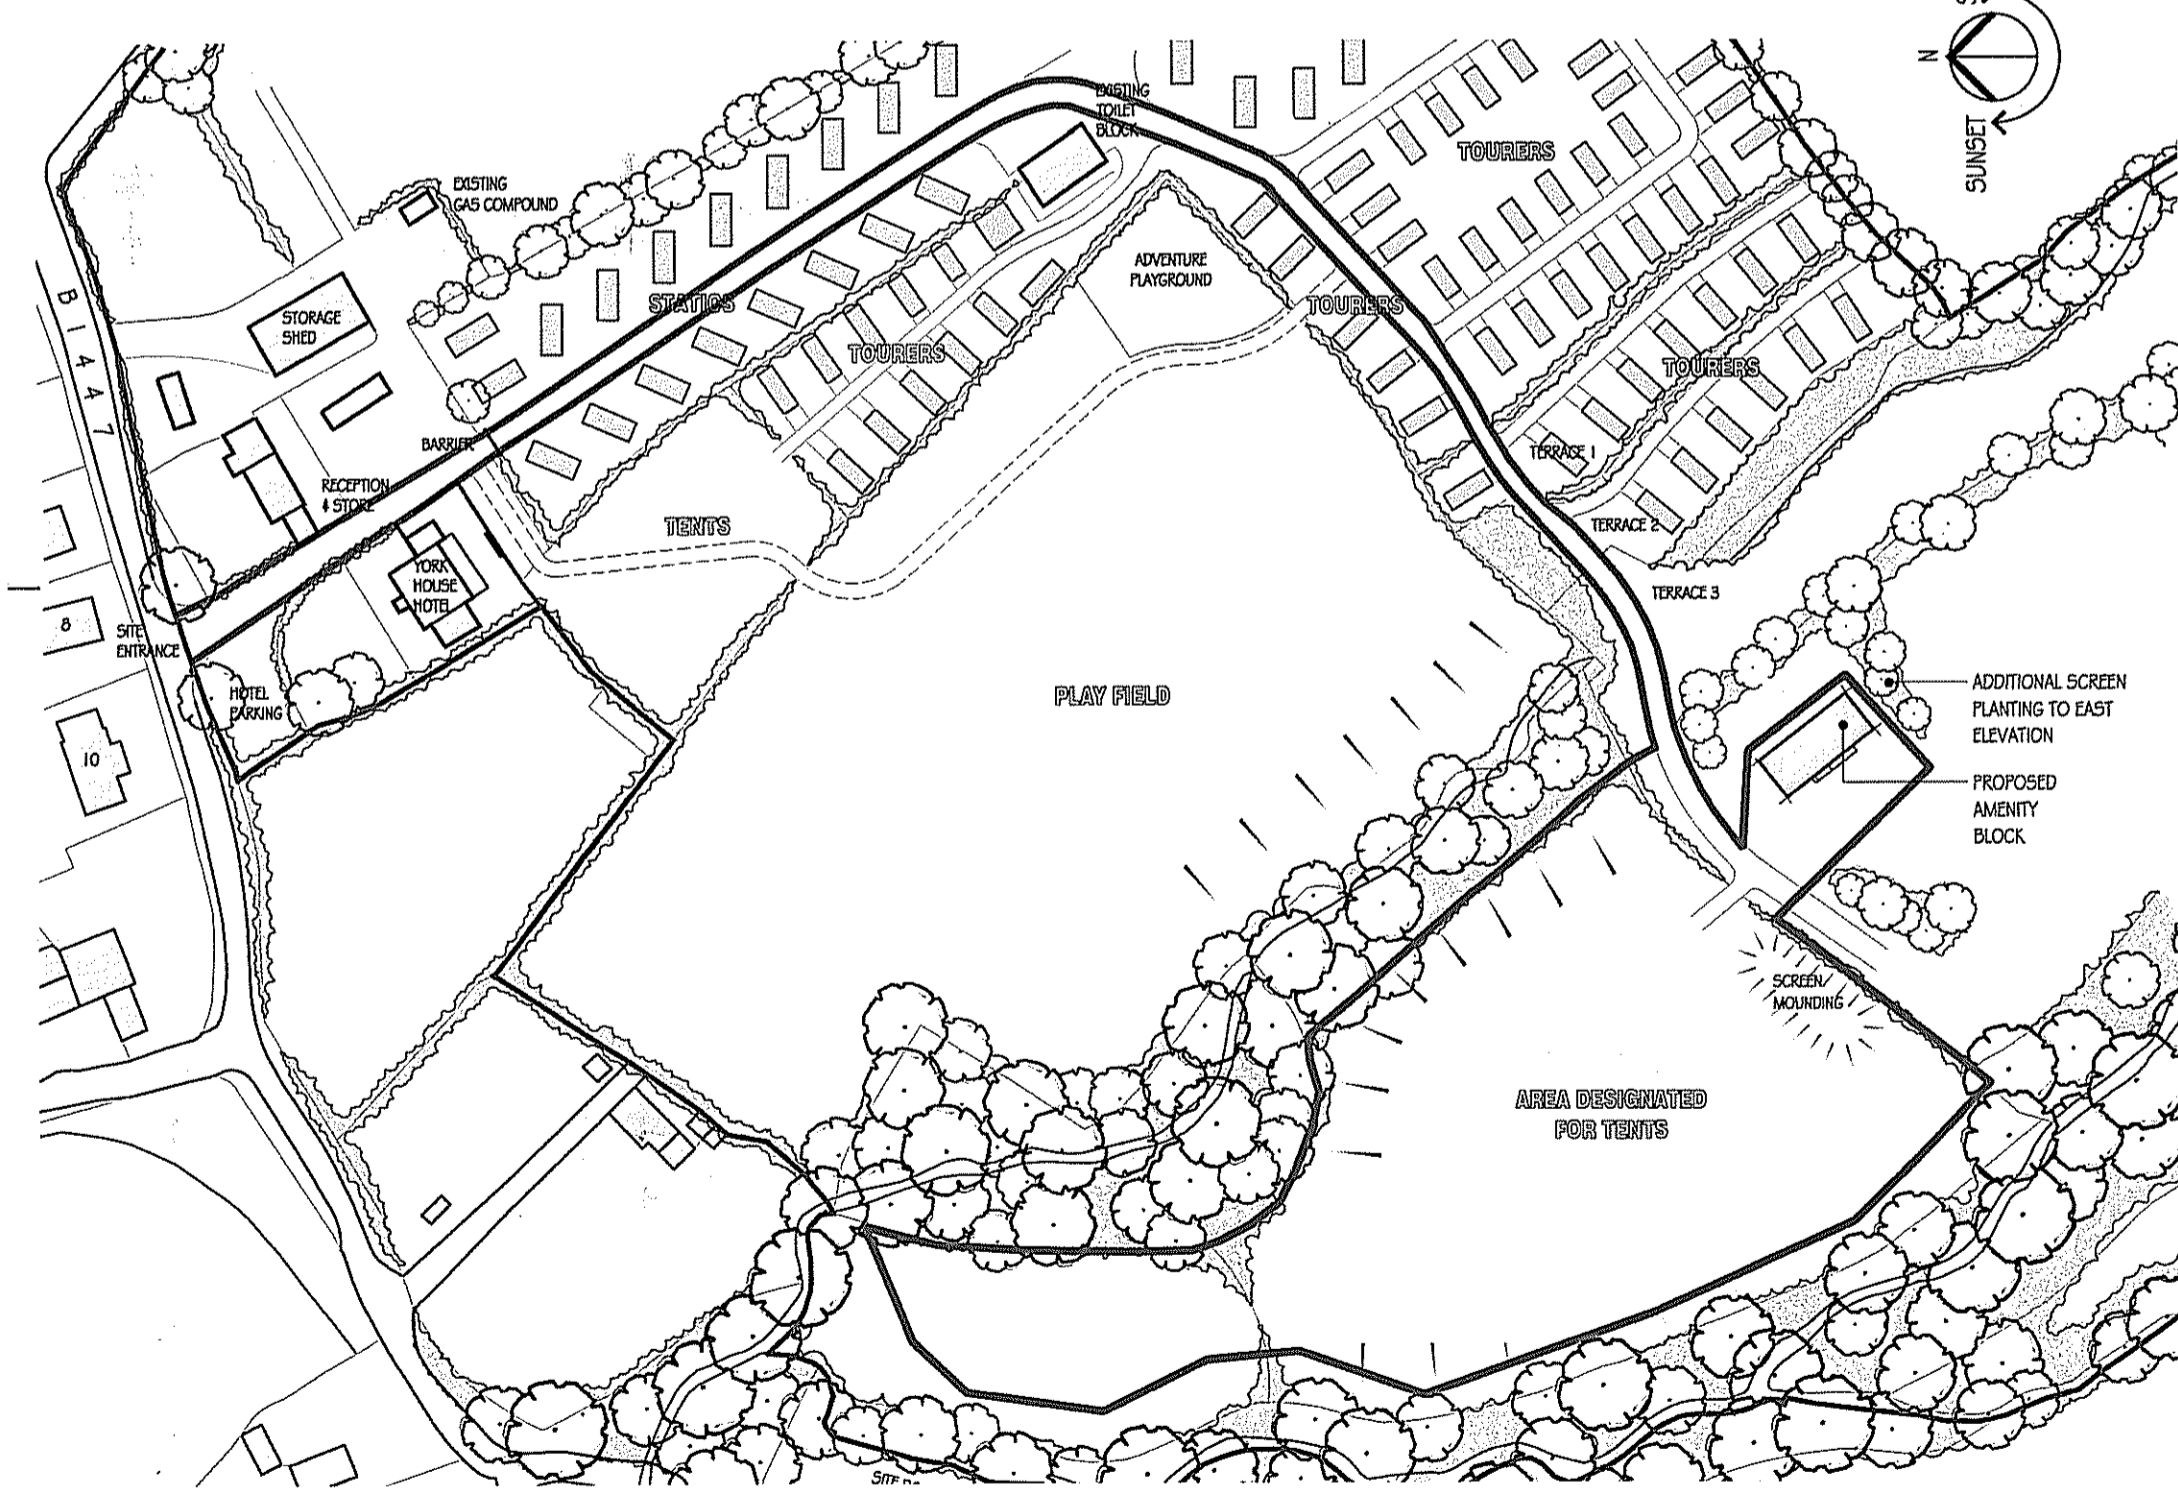 N
SUNSET
EXISTING
TOILET
BLOCK
TOURERS
EXISTING
GAS COMPOUND
ADVENTURE
PLAYGROUND
B1447
STORAGE
SHED
STATICS
TOURERS
TOURERS
TOURERS
BARRIER
TERRACE 1
RECEPTION
& STORE
TENTS
TERRACE 2
YORK
HOUSE
HOTEL
TERRACE 3
8
SITE
ENTRANCE
HOTEL
PARKING
PLAY FIELD
ADDITIONAL SCREEN
PLANTING TO EAST
ELEVATION
10
PROPOSED
AMENITY
BLOCK
SCREEN
MOUNDING
AREA DESIGNATED
FOR TENTS
SITE